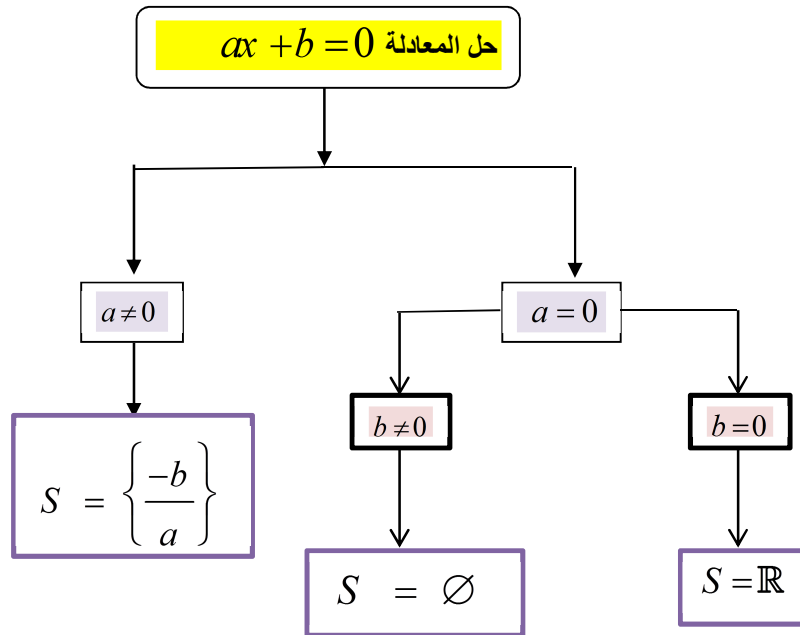 حل المعادلة ax + b = 0
a ≠ 0
a = 0
b ≠ 0
b = 0
S = {-b/a}
S = ∅
S = ℝ